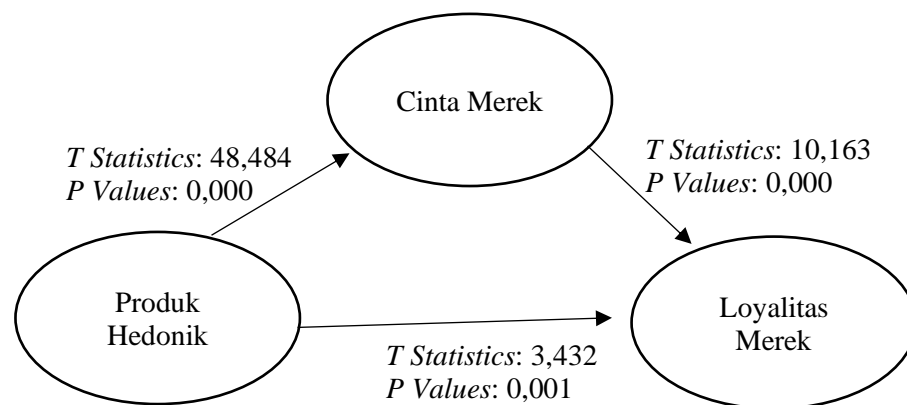 Cinta Merek
T Statistics: 48,484
P Values: 0,000
T Statistics: 10,163
P Values: 0,000
Produk
Hedonik
Loyalitas
Merek
T Statistics: 3,432
P Values: 0,001